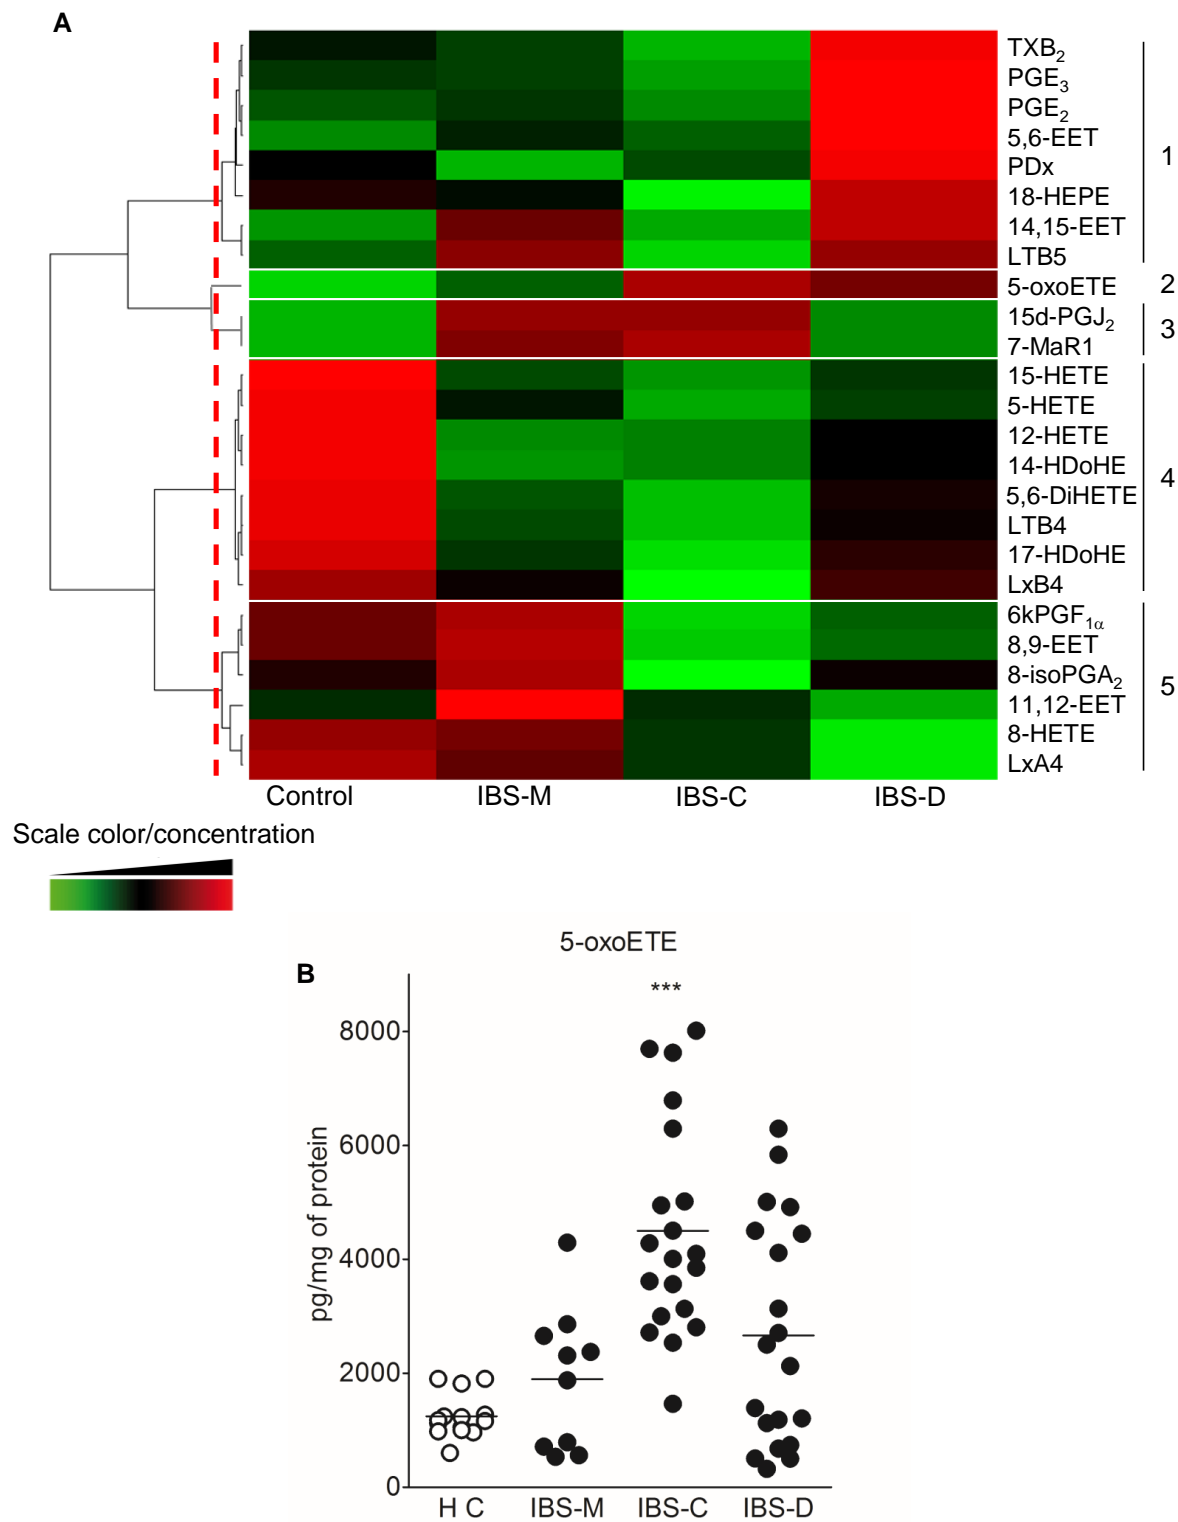 A
TXB2
PGE3
PGE2
5,6-EET
PDx
18-HEPE
14,15-EET
LTB5
1
5-oxoETE
2
15d-PGJ2
7-MaR1
3
15-HETE
5-HETE
12-HETE
14-HDoHE
5,6-DiHETE
LTB4
17-HDoHE
LxB4
4
6kPGF1α
8,9-EET
8-isoPGA2
11,12-EET
8-HETE
LxA4
5
Control IBS-M IBS-C IBS-D
Scale color/concentration
5-oxoETE
B
***
pg/mg of protein
8000
6000
4000
2000
0
H C IBS-M IBS-C IBS-D